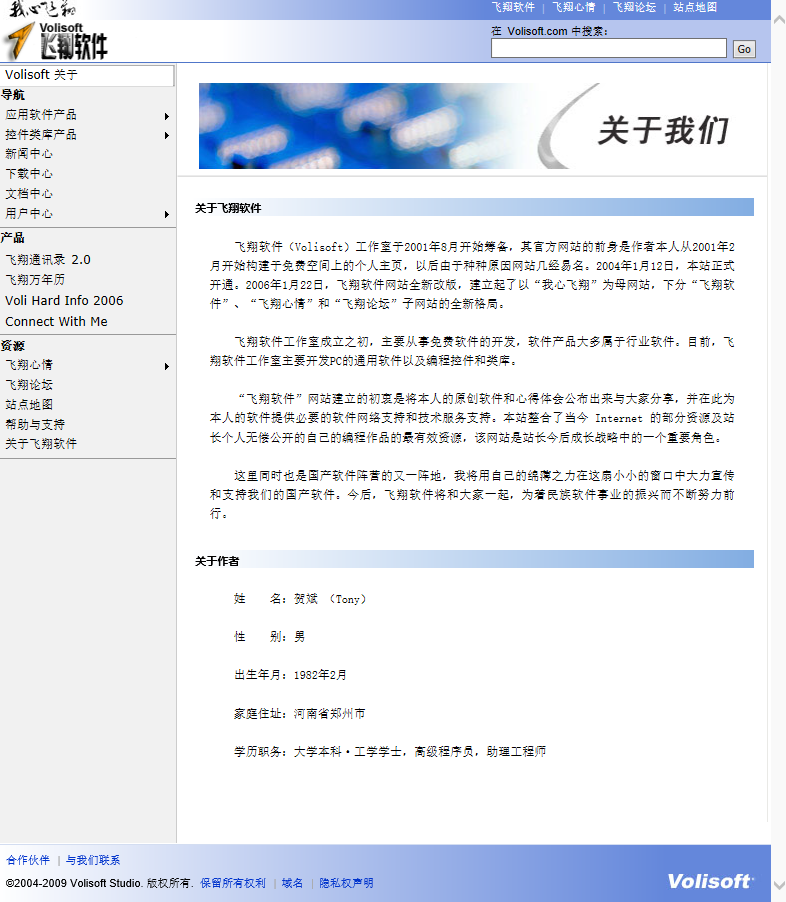 我心飞翔
飞翔软件 | 飞翔心情 | 飞翔论坛 | 站点地图
Volisoft
飞翔软件
在 Volisoft.com 中搜索：
Go
Volisoft 关于
导航
应用软件产品
控件类库产品
新闻中心
下载中心
文档中心
用户中心
产品
飞翔通讯录 2.0
飞翔万年历
Voli Hard Info 2006
Connect With Me
资源
飞翔心情
飞翔论坛
站点地图
帮助与支持
关于飞翔软件
关于我们
关于飞翔软件
飞翔软件（Volisoft）工作室于2001年8月开始筹备，其官方网站的前身是作者本人从2001年2
月开始构建于免费空间上的个人主页，以后由于种种原因网站几经易名。2004年1月12日，本站正式
开通。2006年1月22日，飞翔软件网站全新改版，建立起了以“我心飞翔”为母网站，下分“飞翔软
件”、“飞翔心情”和“飞翔论坛”子网站的全新格局。
飞翔软件工作室成立之初，主要从事免费软件的开发，软件产品大多属于行业软件。目前，飞
翔软件工作室主要开发PC的通用软件以及编程控件和类库。
“飞翔软件”网站建立的初衷是将本人的原创软件和心得体会公布出来与大家分享，并在此为
本人的软件提供必要的软件网络支持和技术服务支持。本站整合了当今 Internet 的部分资源及站
长个人无偿公开的自己的编程作品的最有效资源，该网站是站长今后成长战略中的一个重要角色。
这里同时也是国产软件阵营的又一阵地，我将用自己的绵薄之力在这扇小小的窗口中大力宣传
和支持我们的国产软件。今后，飞翔软件将和大家一起，为着民族软件事业的振兴而不断努力前
行。
关于作者
姓　　名：贺斌 （Tony）
性　　别：男
出生年月：1982年2月
家庭住址：河南省郑州市
学历职务：大学本科·工学学士，高级程序员，助理工程师
合作伙伴 | 与我们联系
©2004-2009 Volisoft Studio. 版权所有. 保留所有权利 | 域名 | 隐私权声明
Volisoft